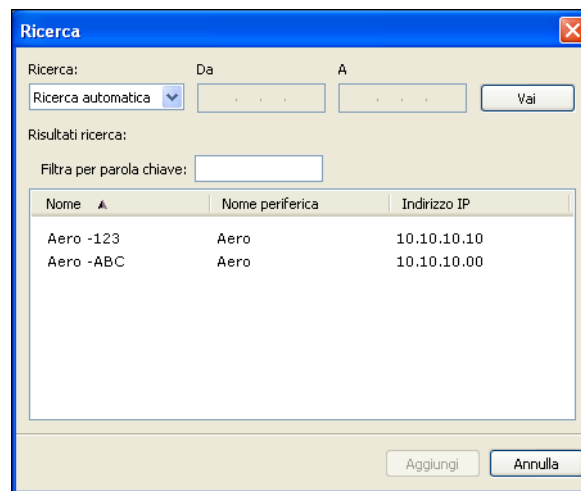 Ricerca
Ricerca: Da A
Ricerca automatica . . . . . . Vai
Risultati ricerca:
Filtra per parola chiave:
Nome Nome periferica Indirizzo IP
Aero -123 Aero 10.10.10.10
Aero -ABC Aero 10.10.10.00
Aggiungi Annulla